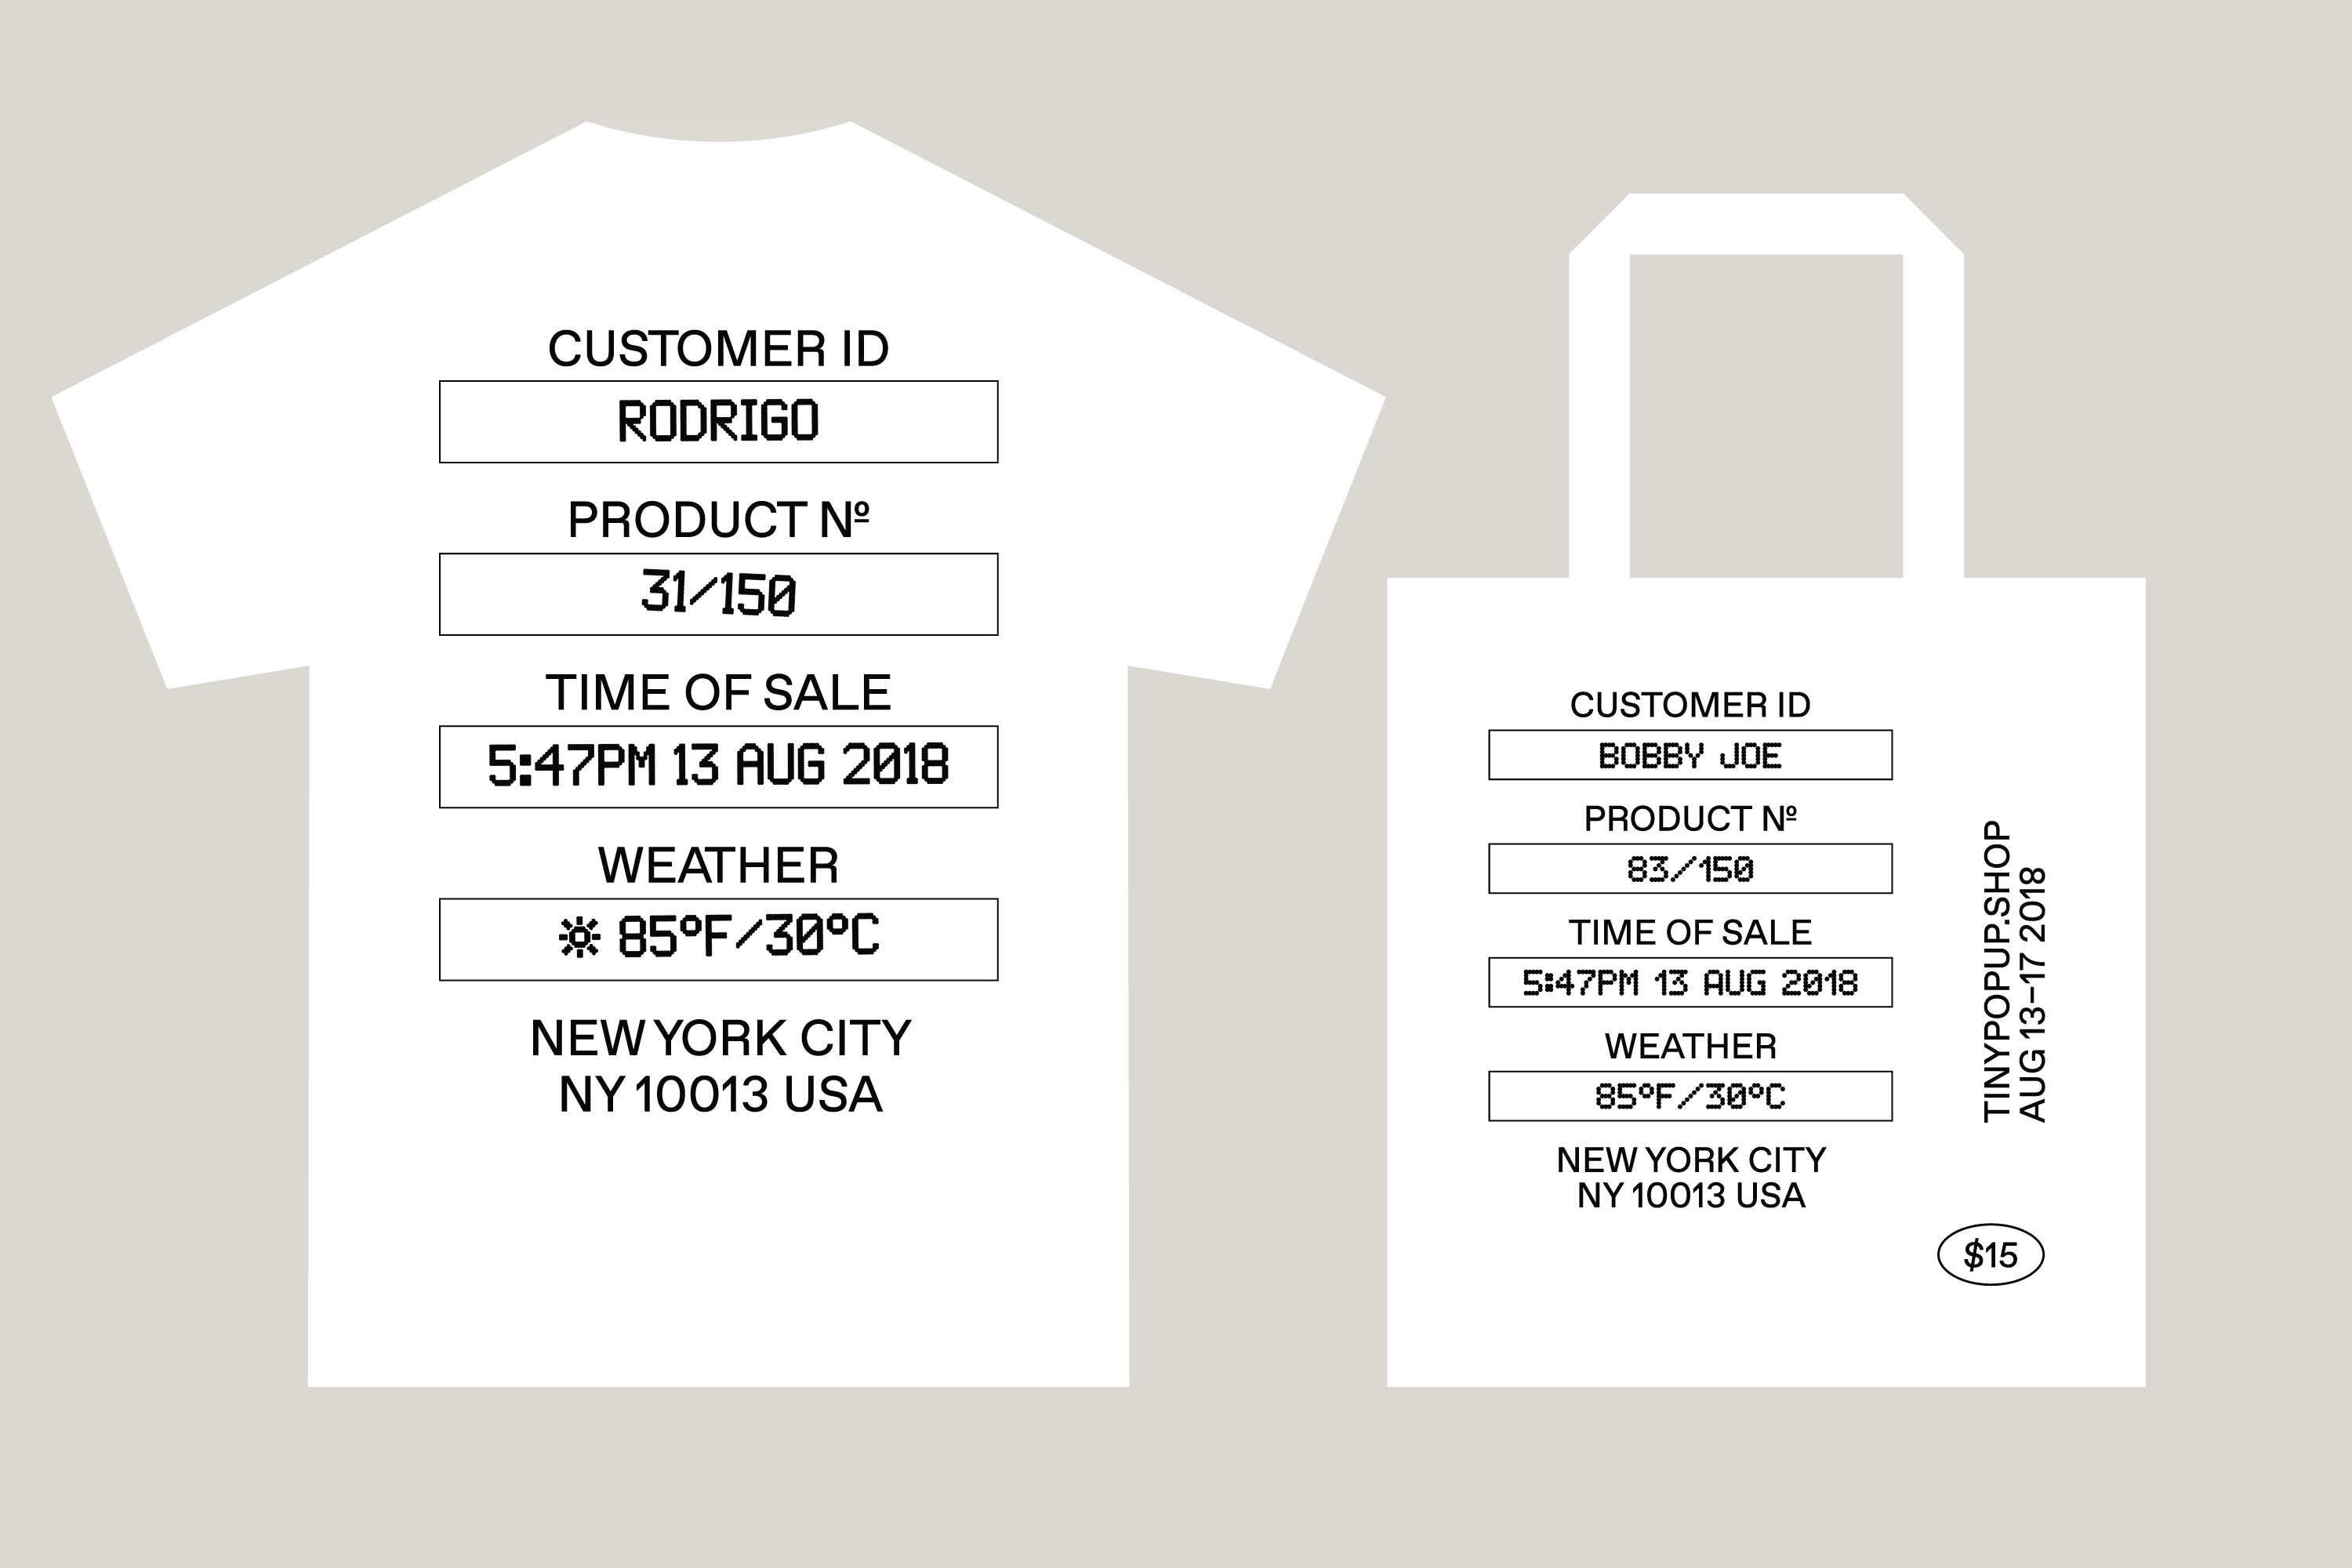 CUSTOMER ID
RODRIGO
PRODUCT Nº
31/150
TIME OF SALE
5:47PM 13 AUG 2018
WEATHER
☼ 85°F/30°C
NEW YORK CITY
NY 10013 USA
CUSTOMER ID
BOBBY JOE
PRODUCT Nº
83/150
TIME OF SALE
5:47PM 13 AUG 2018
WEATHER
85°F/30°C
NEW YORK CITY
NY 10013 USA
TINYPOPUP.SHOP
AUG 13–17 2018
$15